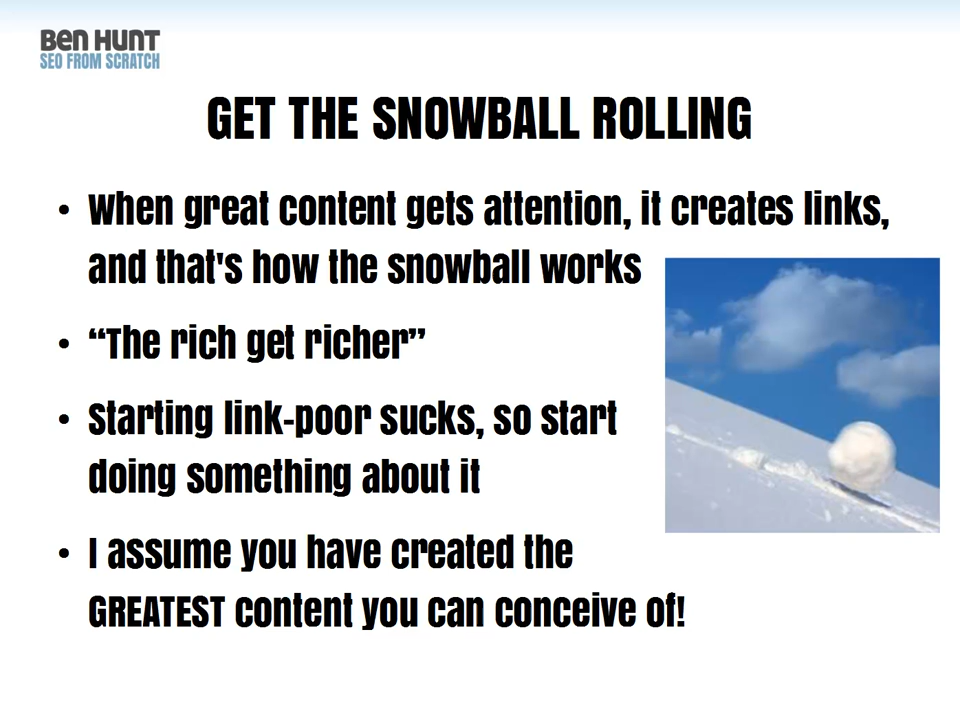 Ben Hunt
SEO FROM SCRATCH
GET THE SNOWBALL ROLLING
• When great content gets attention, it creates links,
and that's how the snowball works
• “The rich get richer”
• Starting link-poor sucks, so start
doing something about it
• I assume you have created the
GREATEST content you can conceive of!